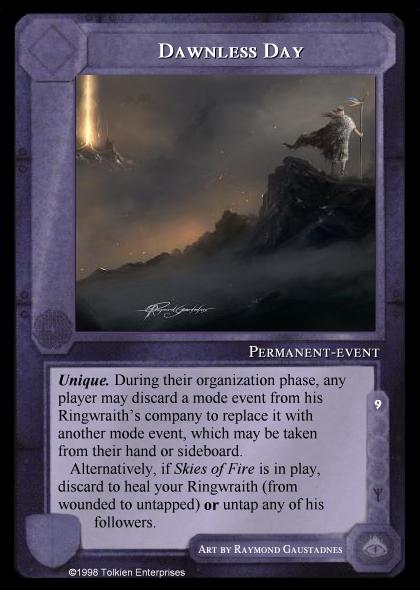 DAWNLESS DAY
Raymond Gaustadnes
PERMANENT-EVENT
Unique. During their organization phase, any
player may discard a mode event from his
9
Ringwraith's company to replace it with
another mode event, which may be taken
from their hand or sideboard.
Alternatively, if Skies of Fire is in play,
discard to heal your Ringwraith (from
wounded to untapped) or untap any of his
followers.
ART BY RAYMOND GAUSTADNES
©1998 Tolkien Enterprises